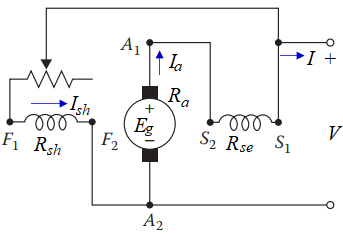 A1
Ia
I +
Ish
Ra
+
Eg
−
F1
Rsh
F2
S2
Rse
S1
V
A2